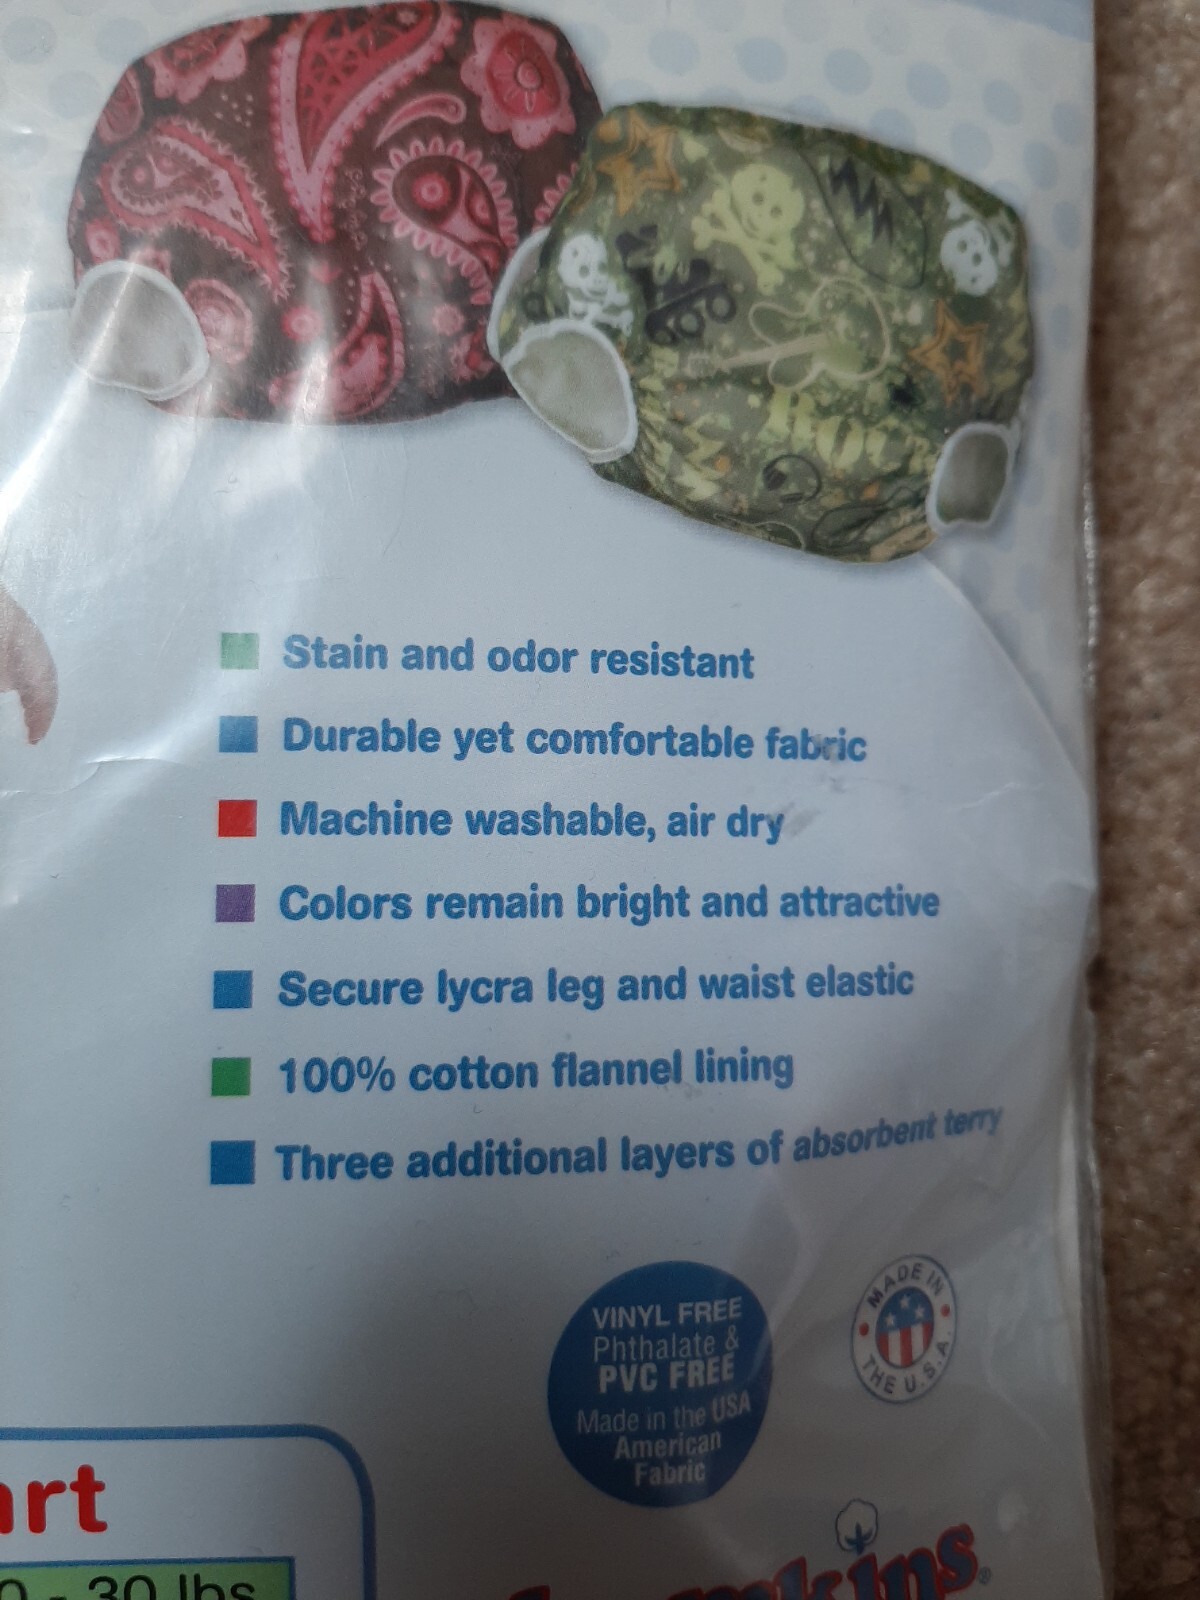 Stain and odor resistant
Durable yet comfortable fabric
Machine washable, air dry
Colors remain bright and attractive
Secure lycra leg and waist elastic
100% cotton flannel lining
Three additional layers of absorbent terry
VINYL FREE
Phthalate &
PVC FREE
Made in the USA
American
Fabric
MADE IN
THE U.S.A.
30 lbs